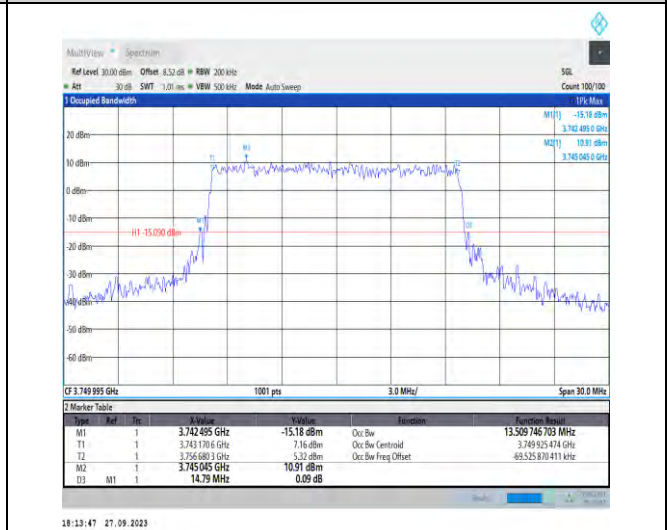 MultiView Spectrum
Ref Level 30.00 dBm Offset 8.52 dB RBW 200 kHz SGL
Att 30 dB SWT 1.01 ms VBW 500 kHz Mode Auto Sweep Count 100/100
1 Occupied Bandwidth 1Pk Max
M1[1] -15.18 dBm
3.742 495 0 GHz
M2[1] 10.91 dBm
3.745 045 0 GHz
20 dBm
M2
T1
T2
10 dBm
0 dBm
-10 dBm
D3
H1 -15.090 dBm
-20 dBm
-30 dBm
-40 dBm
-50 dBm
-60 dBm
CF 3.749 995 GHz 1001 pts 3.0 MHz/ Span 30.0 MHz
2 Marker Table
Type Ref Trc X-Value Y-Value Function Function Result
M1 1 3.742 495 GHz -15.18 dBm Occ Bw 13.509 746 703 MHz
T1 1 3.743 170 6 GHz 7.16 dBm Occ Bw Centroid 3.749 925 474 GHz
T2 1 3.756 680 3 GHz 5.32 dBm Occ Bw Freq Offset -69.525 870 411 kHz
M2 1 3.745 045 GHz 10.91 dBm
D3 M1 1 14.79 MHz 0.09 dB
18:13:47 27.09.2023